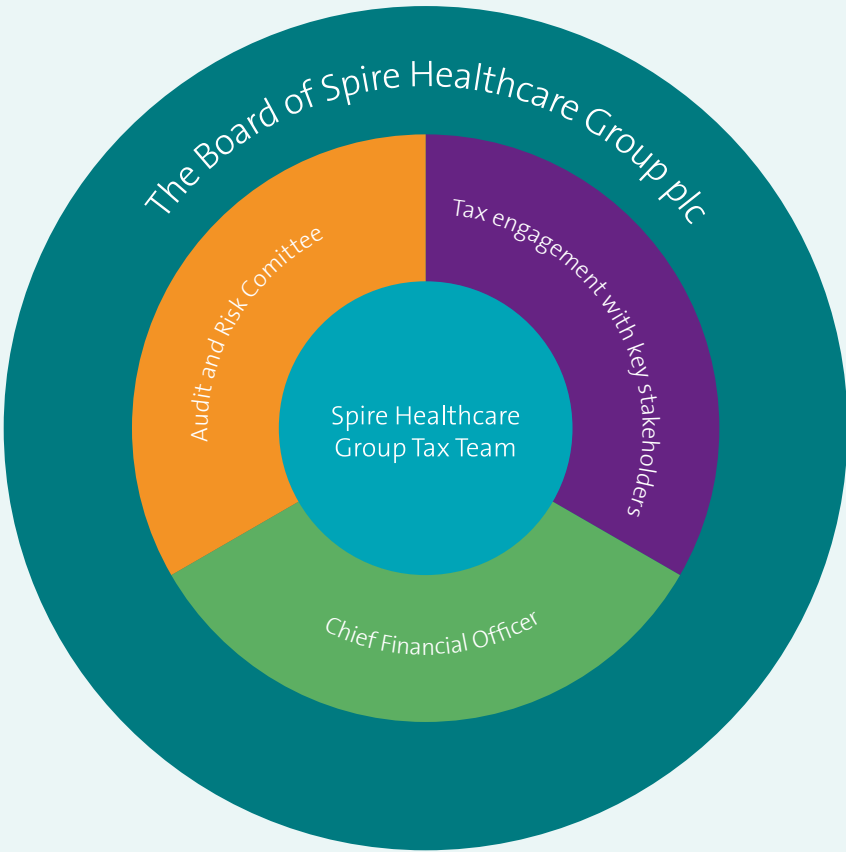 The Board of Spire Healthcare Group plc
Audit and Risk Comittee
Tax engagement with key stakeholders
Spire Healthcare
Group Tax Team
Chief Financial Officer